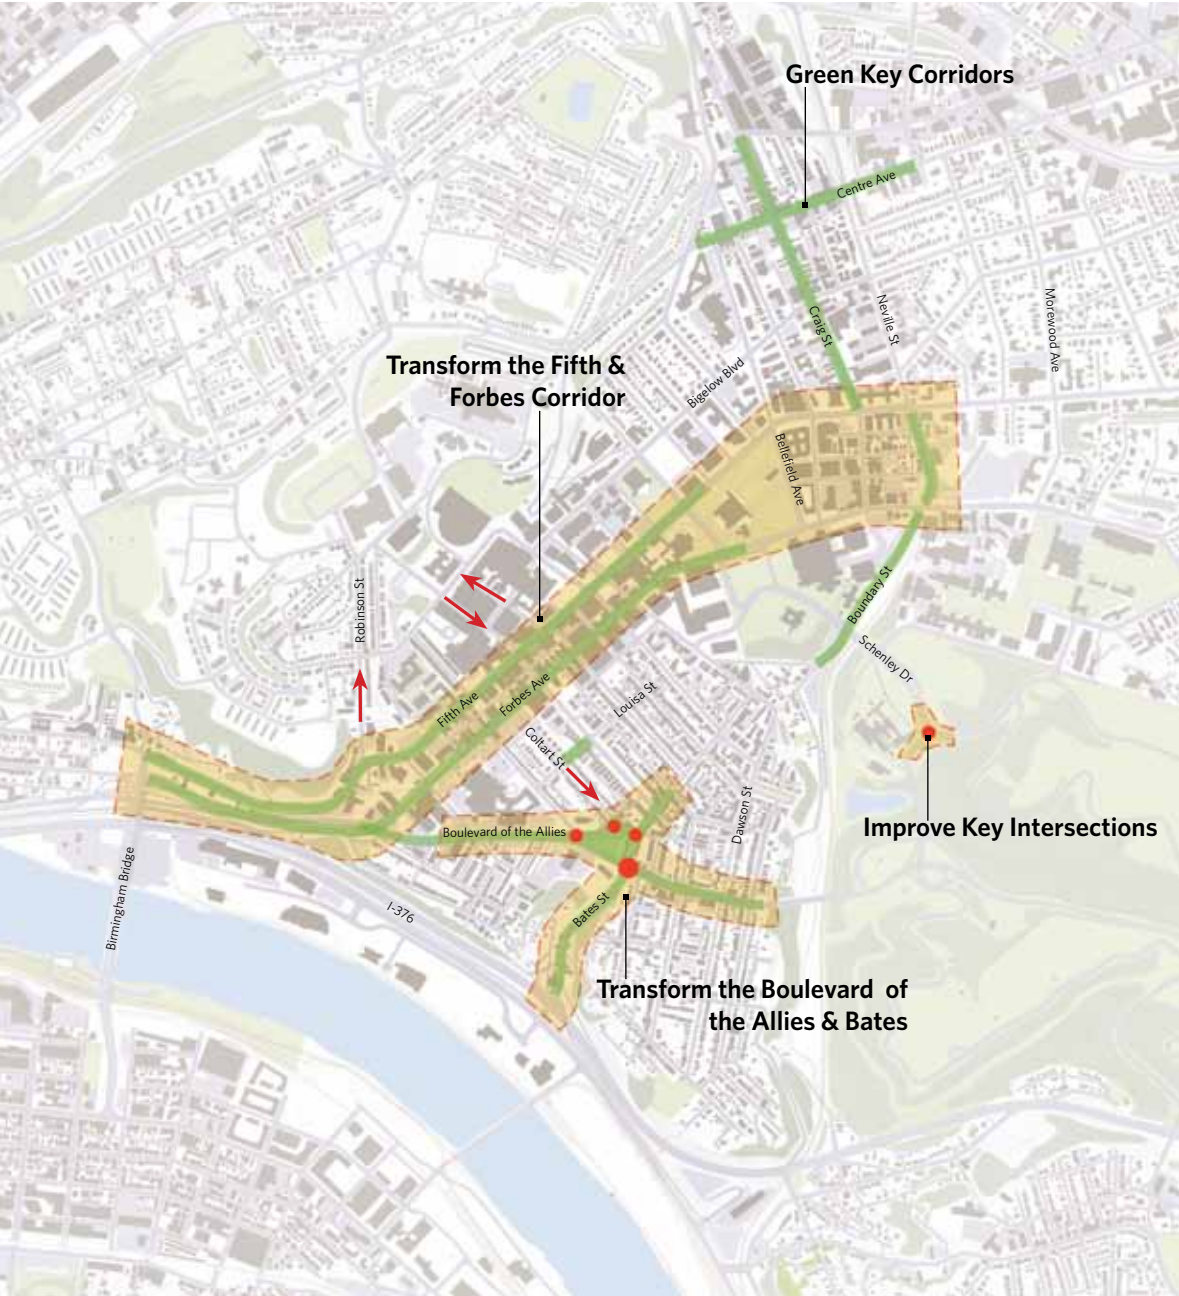 Green Key Corridors
Centre Ave
Craig St
Neville St
Morewood Ave
Transform the Fifth &
Forbes Corridor
Bigelow Blvd
Bellefield Ave
Robinson St
Boundary St
Schenley Dr
Fifth Ave
Forbes Ave
Louisa St
Coltart St
Dawson St
Boulevard of the Allies
Improve Key Intersections
Birmingham Bridge
I-376
Bates St
Transform the Boulevard of
the Allies & Bates